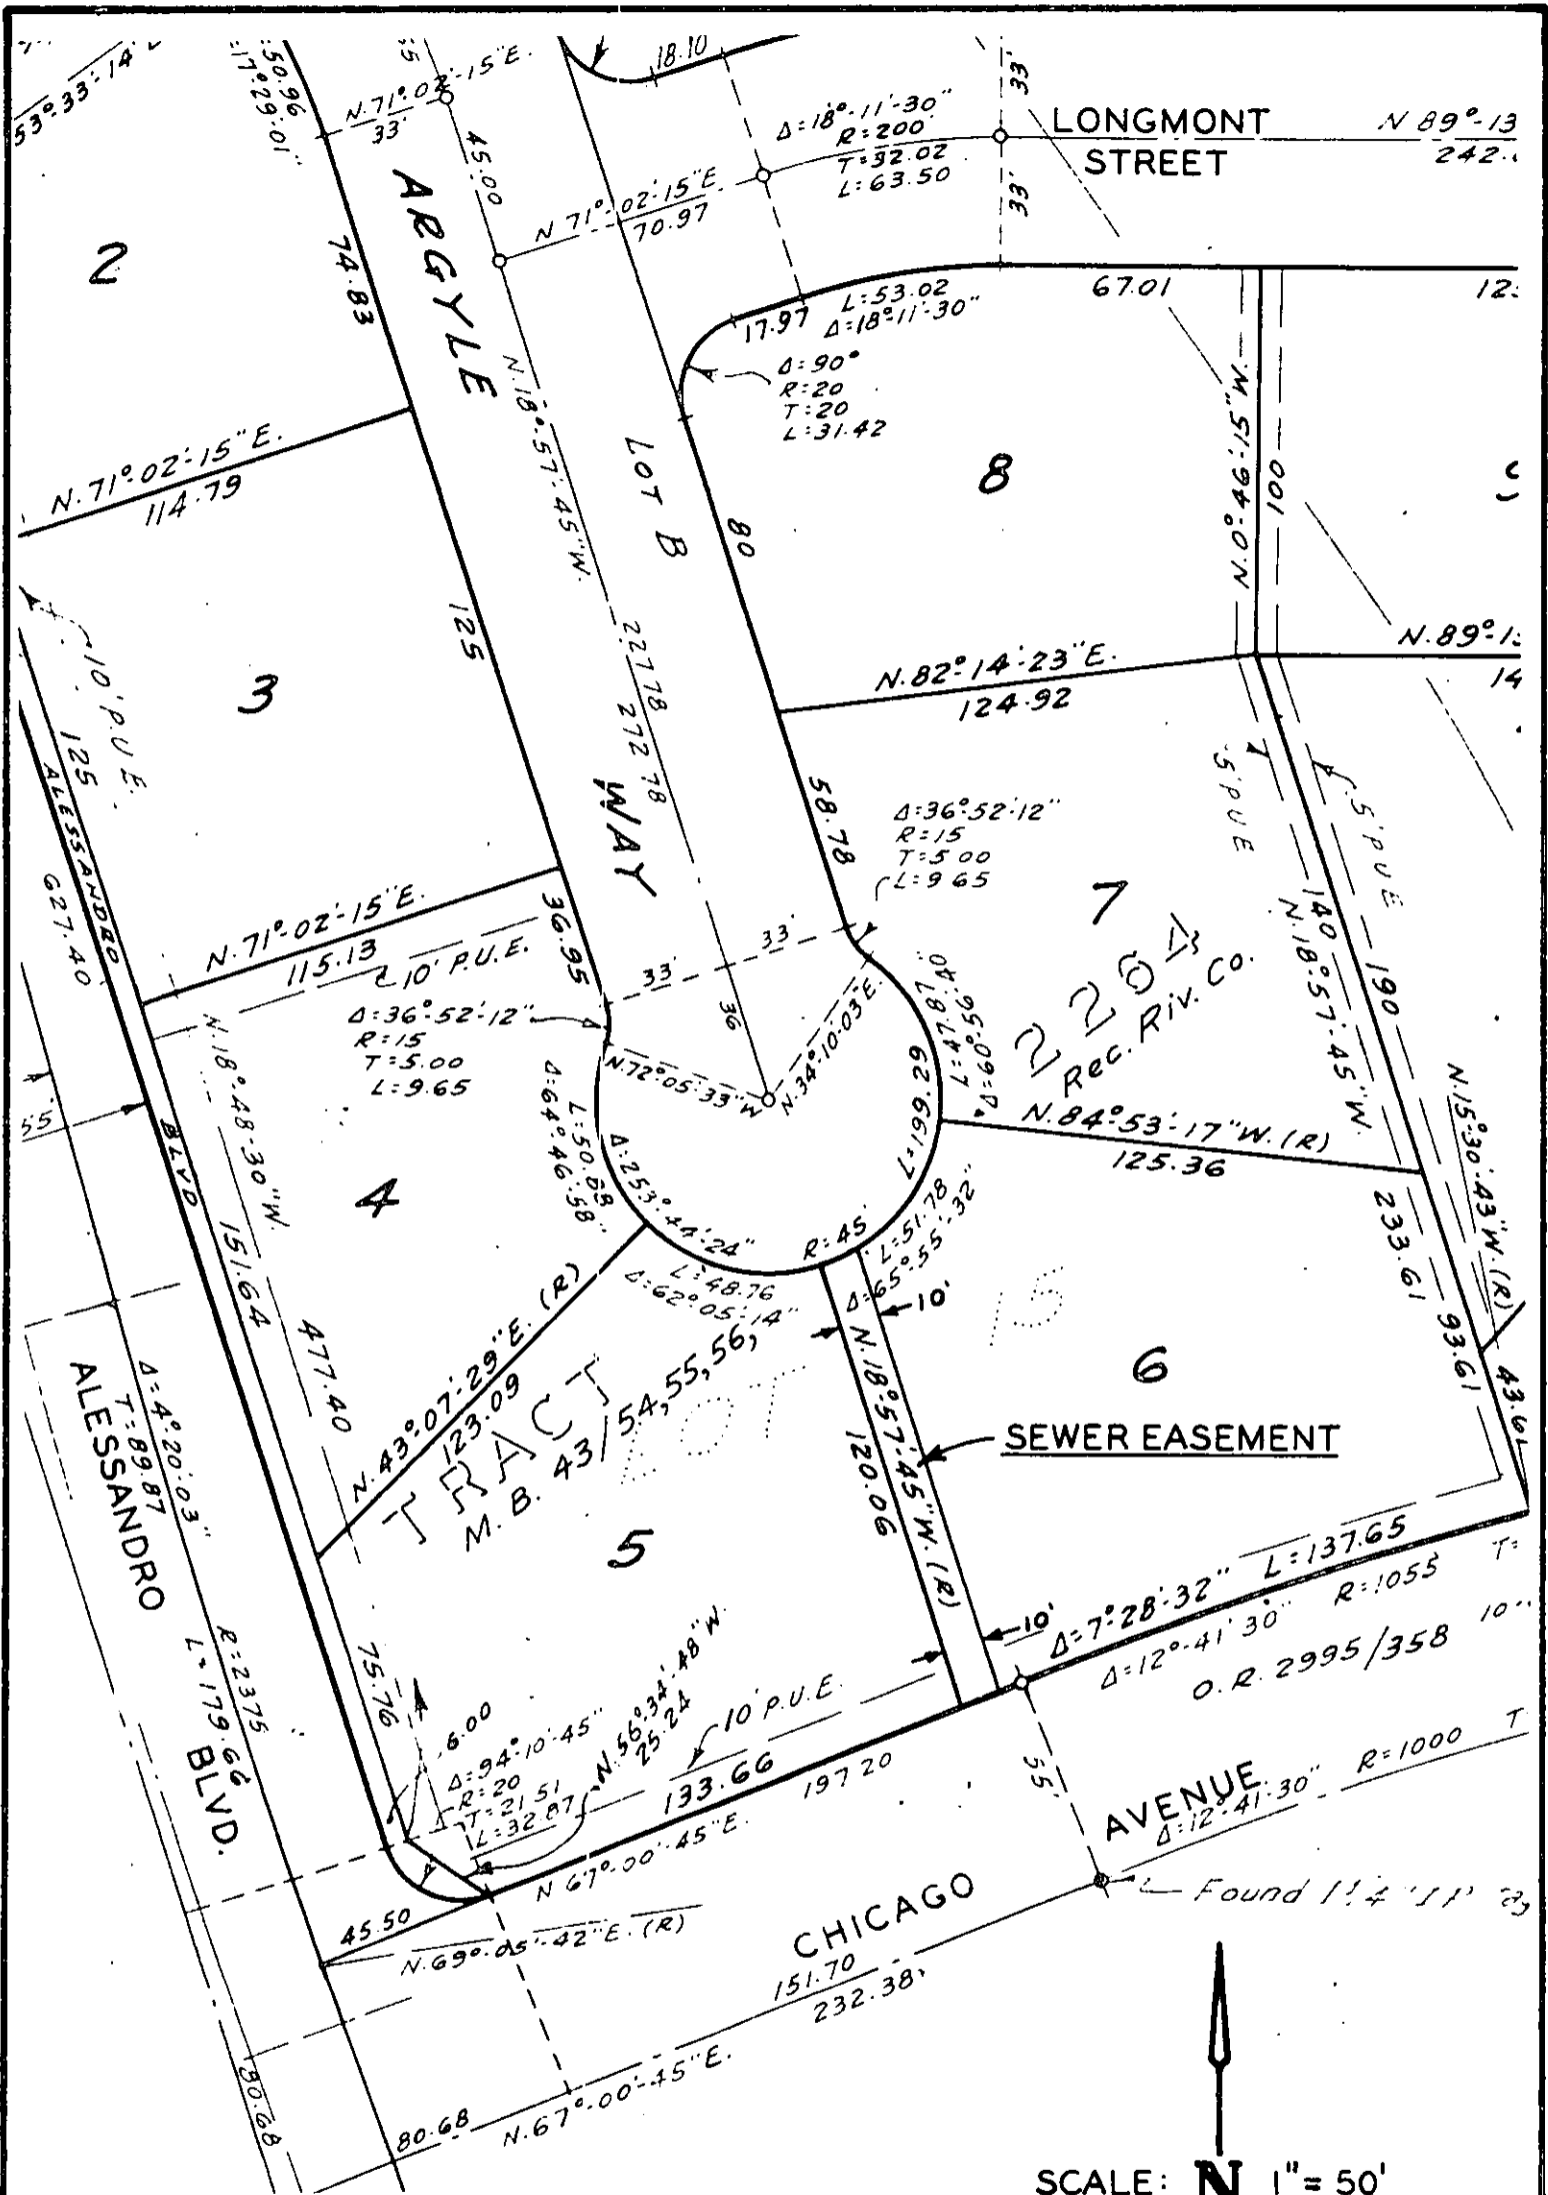 53°-33'-14
50.96
17°-29'-01"
N.71°-02'-15"E.
33'
45.00
18.10
Δ=18°-11'-30"
R=200'
T=32.02
L=63.50
33'
33'
LONGMONT
STREET
N 89°-13
242.
2
74.83
ARGYLE
N 71°-02'-15"E
70.97
L=53.02
Δ=18°-11'-30"
17.97
67.01
12
Δ=90°
R=20
T=20
L=31.42
N.18°-57'-45"W.
LOT B
80
8
N.0°-46'-15"W.
100
N.71°-02'-15"E.
114.79
125
227.78
272.78
N.82°-14'-23"E.
124.92
N.89°-1
14
10' P.U.E.
3
125
ALESSANDRO
627.40
WAY
58.78
Δ=36°-52'-12"
R=15
T=5.00
L=9.65
5' P.U.E
5' P.U.E
7
140
190
N.18°-57'-45"W.
N.71°-02'-15"E.
115.13
10' P.U.E.
36.95
33'
33'
36
Δ=36°-52'-12"
R=15
T=5.00
L=9.65
N.72°-05'-33"W
N.34°-10'-03"E.
L=47.87
Δ=60°-56'-40"
L=199.29
2204
Rec. Riv. Co.
N.84°-53'-17"W. (R)
125.36
N.15°-30'-43"W. (R)
55'
BLVD
N.18°-48'-30"W.
151.64
4
L=50.88
Δ=64°-46'-58"
Δ=253°-44'-24"
R=45'
L=48.76
Δ=62°-05'-14"
L=51.78
Δ=65°-55'-32"
10'
233.61
93.61
43.61
477.40
N.43°-07'-29"E. (R)
123.09
TRACT
M.B. 43/54,55,56,
LOT
15
6
SEWER EASEMENT
N.18°-57'-45"W. (R)
120.06
5
ALESSANDRO
BLVD.
Δ=4°-20'-03"
T=89.87
R=2375
L=179.66
75.76
6.00
Δ=94°-10'-45"
R=20
T=21.51
L=32.87
N.56°-34'-48"W.
25.24
10' P.U.E.
10'
Δ=7°-28'-32" L=137.65
Δ=12°-41'30" R=1055 T=
O.R. 2995/358
133.66
197.20
N 67°-00'-45"E.
55'
AVENUE
Δ=12°-41'-30" R=1000 T
45.50
N.69°-05'-42"E. (R)
CHICAGO
Found
151.70
232.38
80.68
80.68
N.67°-00'-45"E.
SCALE: N 1"=50'